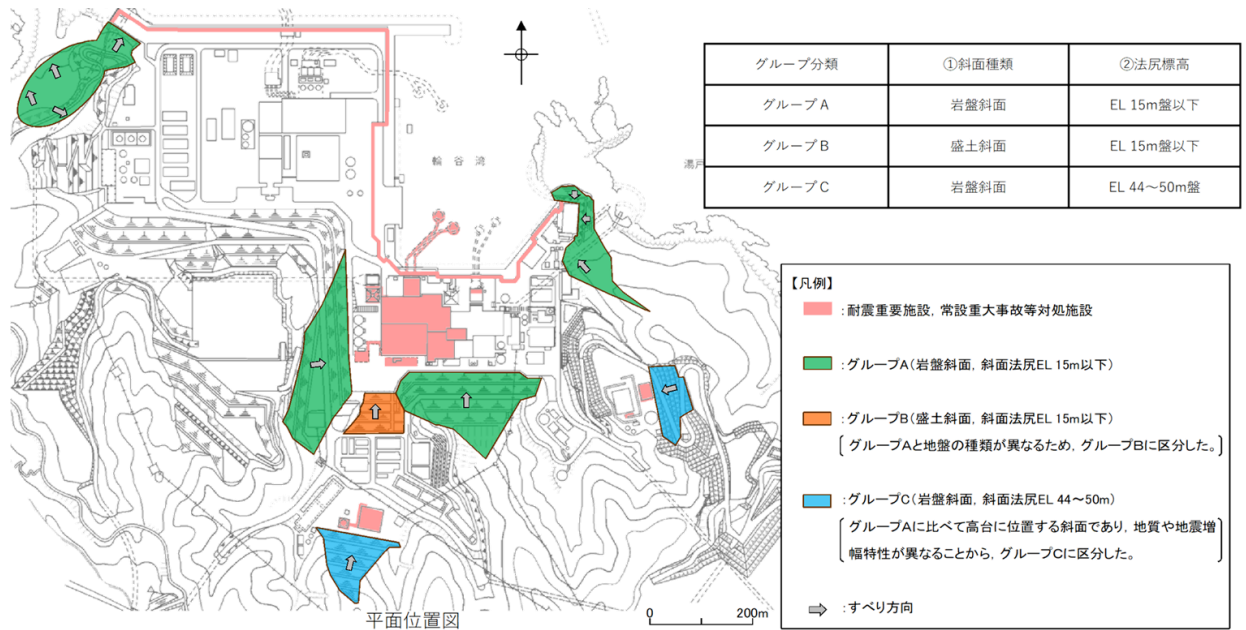 グループ分類 ①斜面種類 ②法尻標高
グループA 岩盤斜面 EL 15m盤以下
グループB 盛土斜面 EL 15m盤以下
グループC 岩盤斜面 EL 44～50m盤
輪谷湾
【凡例】
:耐震重要施設，常設重大事故等対処施設
:グループA（岩盤斜面，斜面法尻EL 15m以下）
:グループB（盛土斜面，斜面法尻EL 15m以下）
グループAと地盤の種類が異なるため，グループBに区分した。
:グループC（岩盤斜面，斜面法尻EL 44～50m）
グループAに比べて高台に位置する斜面であり，地質や地震増
幅特性が異なることから，グループCに区分した。
:すべり方向
0 200m
平面位置図